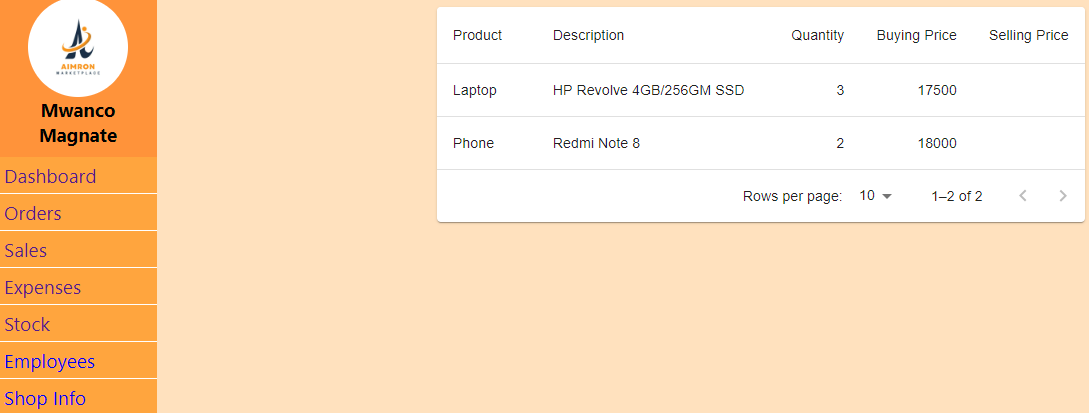 AIMRON
MARKETPLACE
Mwanco
Magnate
Dashboard
Orders
Sales
Expenses
Stock
Employees
Shop Info
Product Description Quantity Buying Price Selling Price
Laptop HP Revolve 4GB/256GM SSD 3 17500
Phone Redmi Note 8 2 18000
Rows per page: 10 1–2 of 2